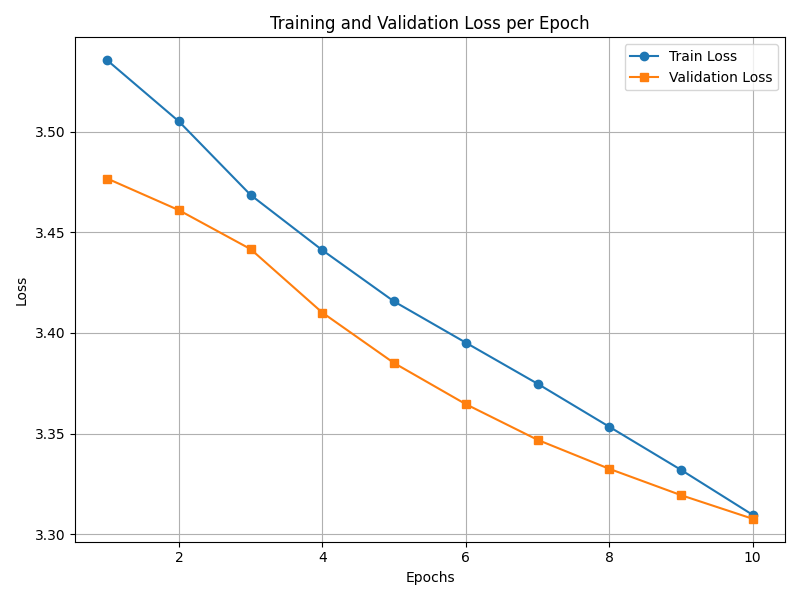 Training and Validation Loss per Epoch
Train Loss
Validation Loss
3.50
3.45
3.40
3.35
3.30
Loss
2 4 6 8 10
Epochs